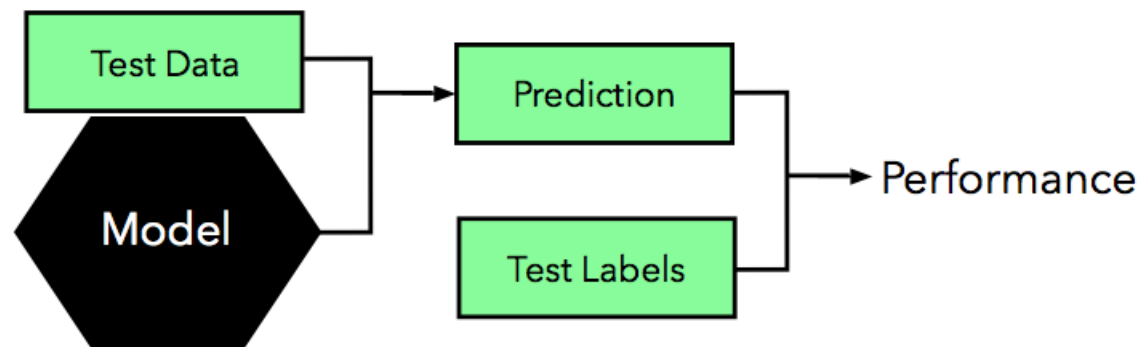 Test Data
Prediction
Performance
Model
Test Labels